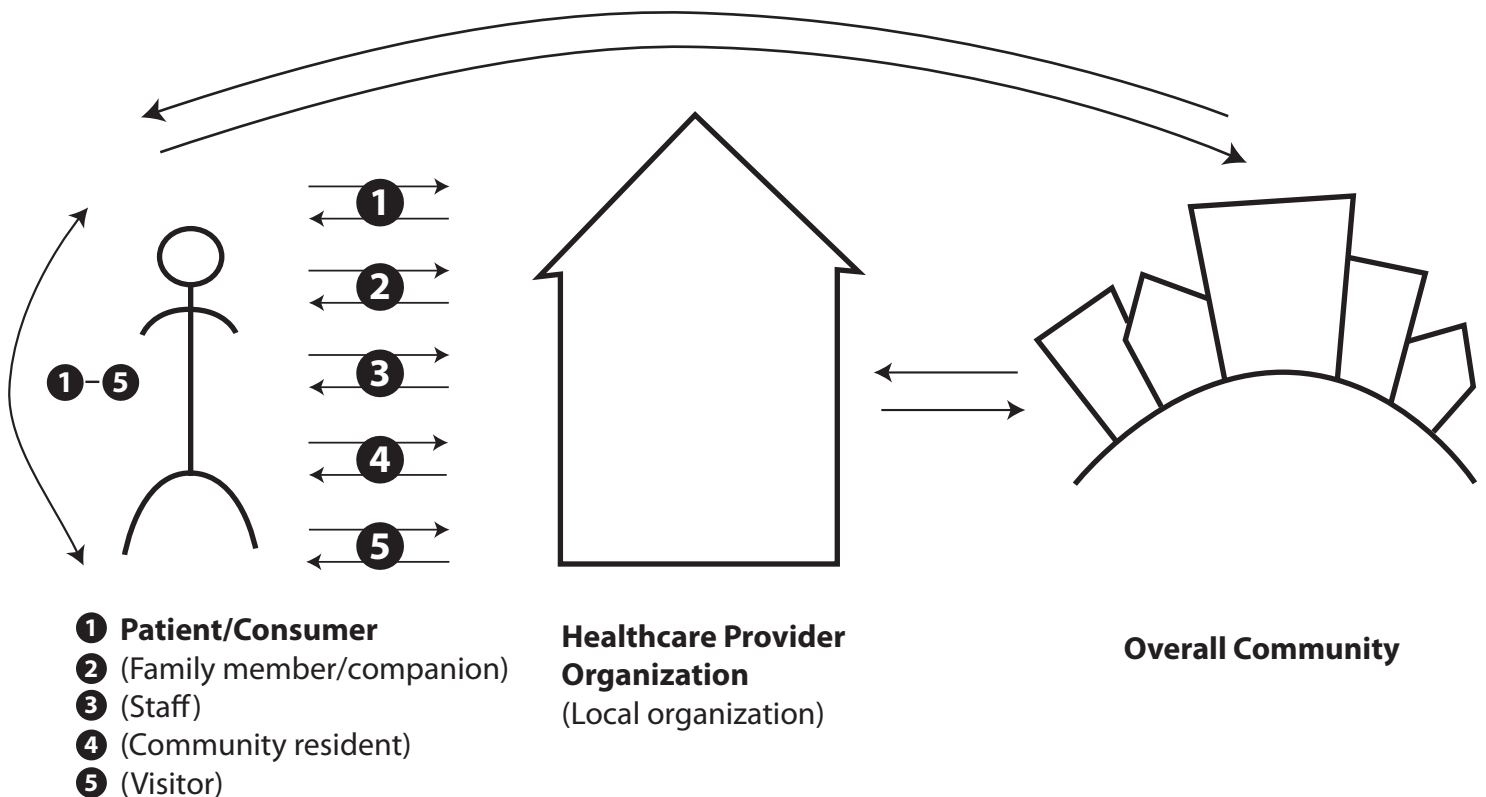 1
2
3
1–5
4
5
1 Patient/Consumer
2 (Family member/companion)
3 (Staff)
4 (Community resident)
5 (Visitor)
Healthcare Provider
Organization
(Local organization)
Overall Community